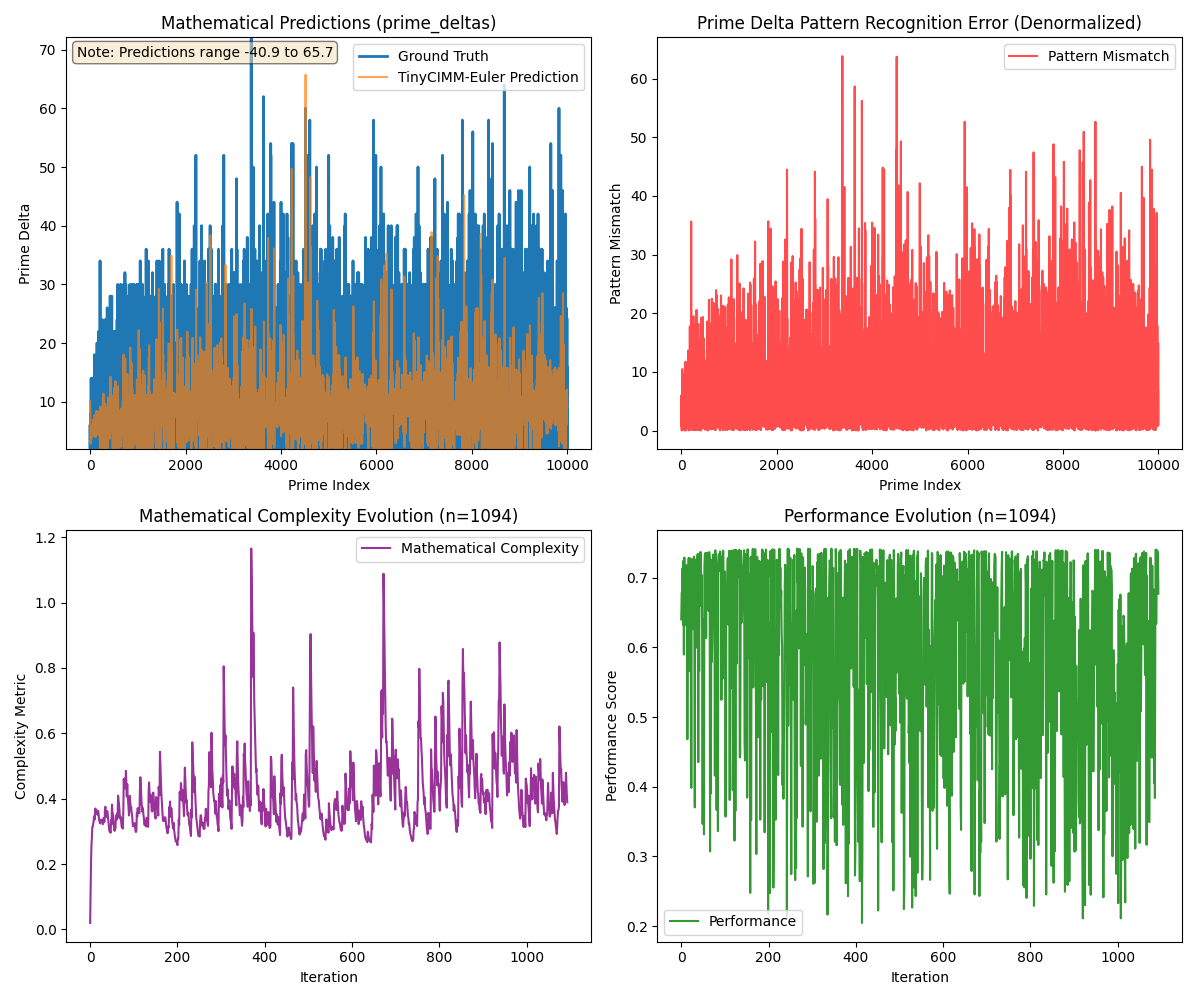 Mathematical Predictions (prime_deltas)
Note: Predictions range -40.9 to 65.7
Ground Truth
TinyCIMM-Euler Prediction
Prime Delta
70
60
50
40
30
20
10
0
2000
4000
6000
8000
10000
Prime Index
Prime Delta Pattern Recognition Error (Denormalized)
Pattern Mismatch
Pattern Mismatch
60
50
40
30
20
10
0
0
2000
4000
6000
8000
10000
Prime Index
Mathematical Complexity Evolution (n=1094)
Mathematical Complexity
Complexity Metric
1.2
1.0
0.8
0.6
0.4
0.2
0.0
0
200
400
600
800
1000
Iteration
Performance Evolution (n=1094)
Performance Score
0.7
0.6
0.5
0.4
0.3
0.2
Performance
0
200
400
600
800
1000
Iteration